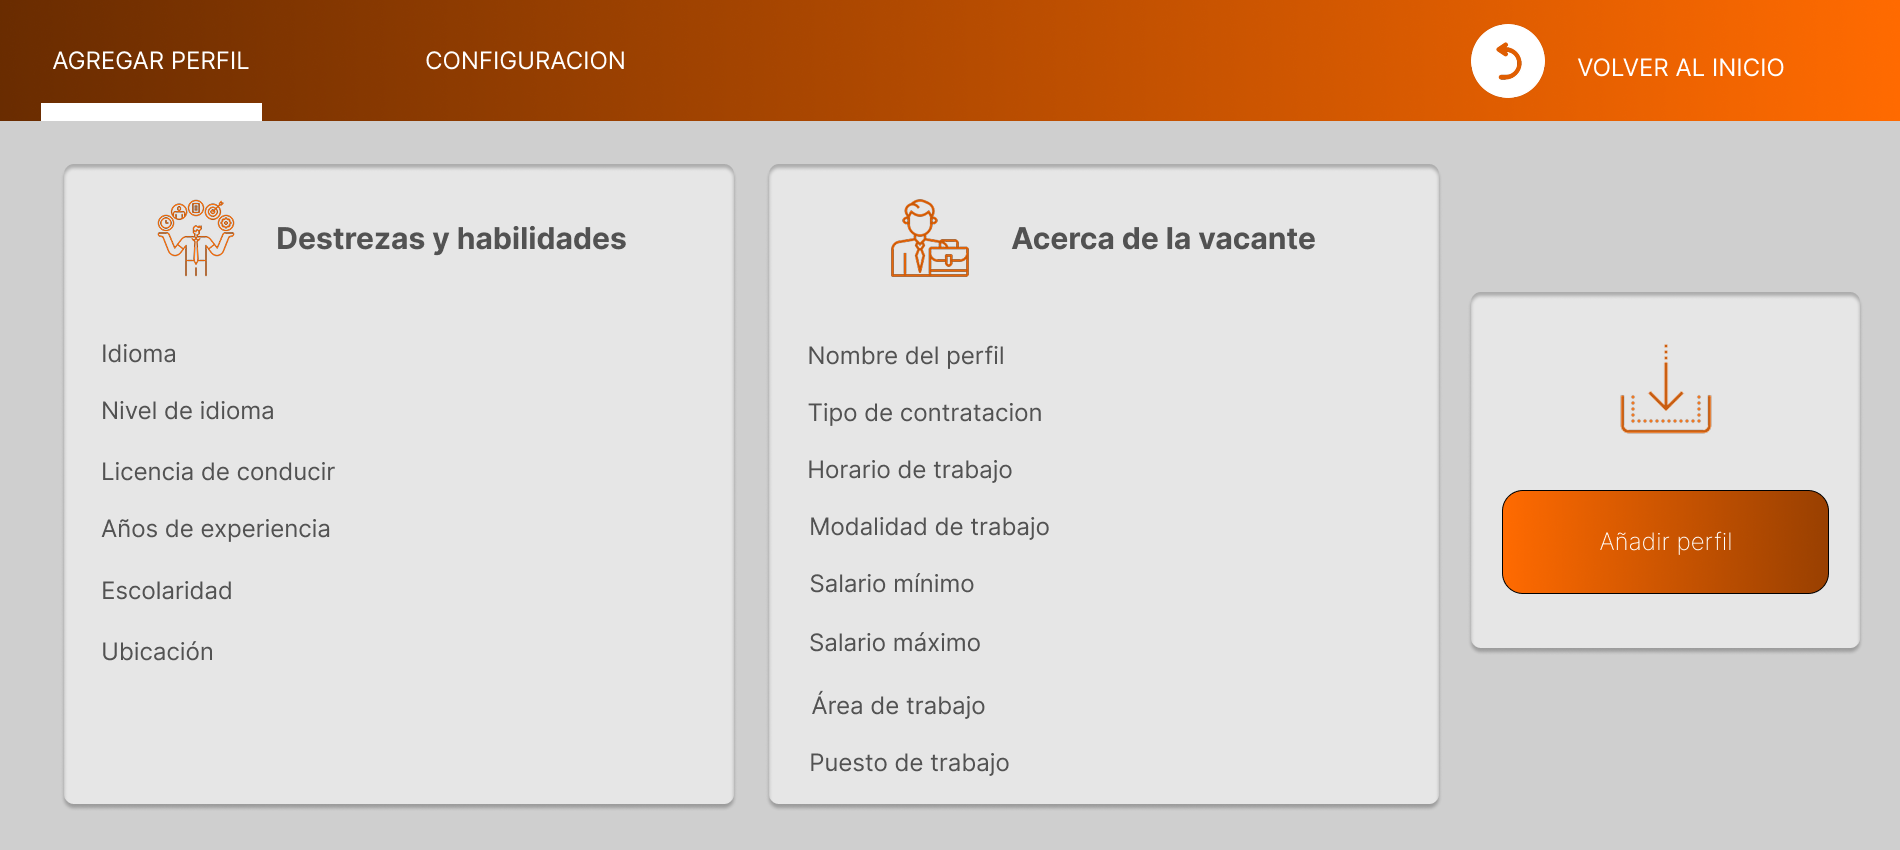 AGREGAR PERFIL
CONFIGURACION
VOLVER AL INICIO
Destrezas y habilidades
Idioma
Nivel de idioma
Licencia de conducir
Años de experiencia
Escolaridad
Ubicación
Acerca de la vacante
Nombre del perfil
Tipo de contratacion
Horario de trabajo
Modalidad de trabajo
Salario mínimo
Salario máximo
Área de trabajo
Puesto de trabajo
Añadir perfil